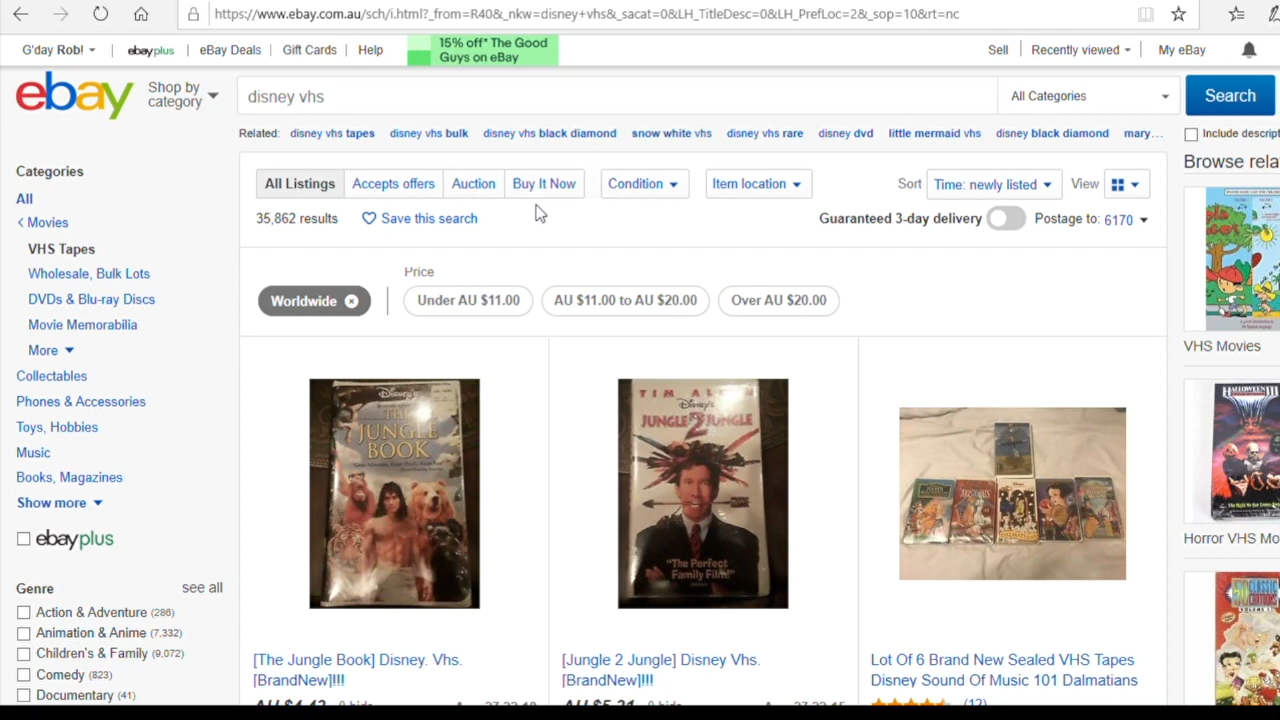 https://www.ebay.com.au/sch/i.html?_from=R40&_nkw=disney+vhs&_sacat=0&LH_TitleDesc=0&LH_PrefLoc=2&_sop=10&rt=nc
G'day Rob!
ebayplus
eBay Deals
Gift Cards
Help
15% off* The Good
Guys on eBay
Sell
Recently viewed
My eBay
ebay
Shop by
category
disney vhs
All Categories
Search
Related: disney vhs tapes disney vhs bulk disney vhs black diamond snow white vhs disney vhs rare disney dvd little mermaid vhs disney black diamond mary...
Include descript
Categories
All
< Movies
VHS Tapes
Wholesale, Bulk Lots
DVDs & Blu-ray Discs
Movie Memorabilia
More
Collectables
Phones & Accessories
Toys, Hobbies
Music
Books, Magazines
Show more
ebayplus
Genre see all
Action & Adventure (286)
Animation & Anime (7,332)
Children's & Family (9,072)
Comedy (823)
Documentary (41)
All Listings Accepts offers Auction Buy It Now Condition Item location Sort Time: newly listed View
35,862 results Save this search Guaranteed 3-day delivery Postage to: 6170
Price
Worldwide Under AU $11.00 AU $11.00 to AU $20.00 Over AU $20.00
Disney's
THE
JUNGLE
BOOK
Disney's
JUNGLE 2 JUNGLE
"The Perfect
Family Film!"
[The Jungle Book] Disney. Vhs.
[BrandNew]!!!
[Jungle 2 Jungle] Disney Vhs.
[BrandNew]!!!
Lot Of 6 Brand New Sealed VHS Tapes
Disney Sound Of Music 101 Dalmatians
(12)
Browse rela
VHS Movies
HALLOWEEN III
Horror VHS Mo